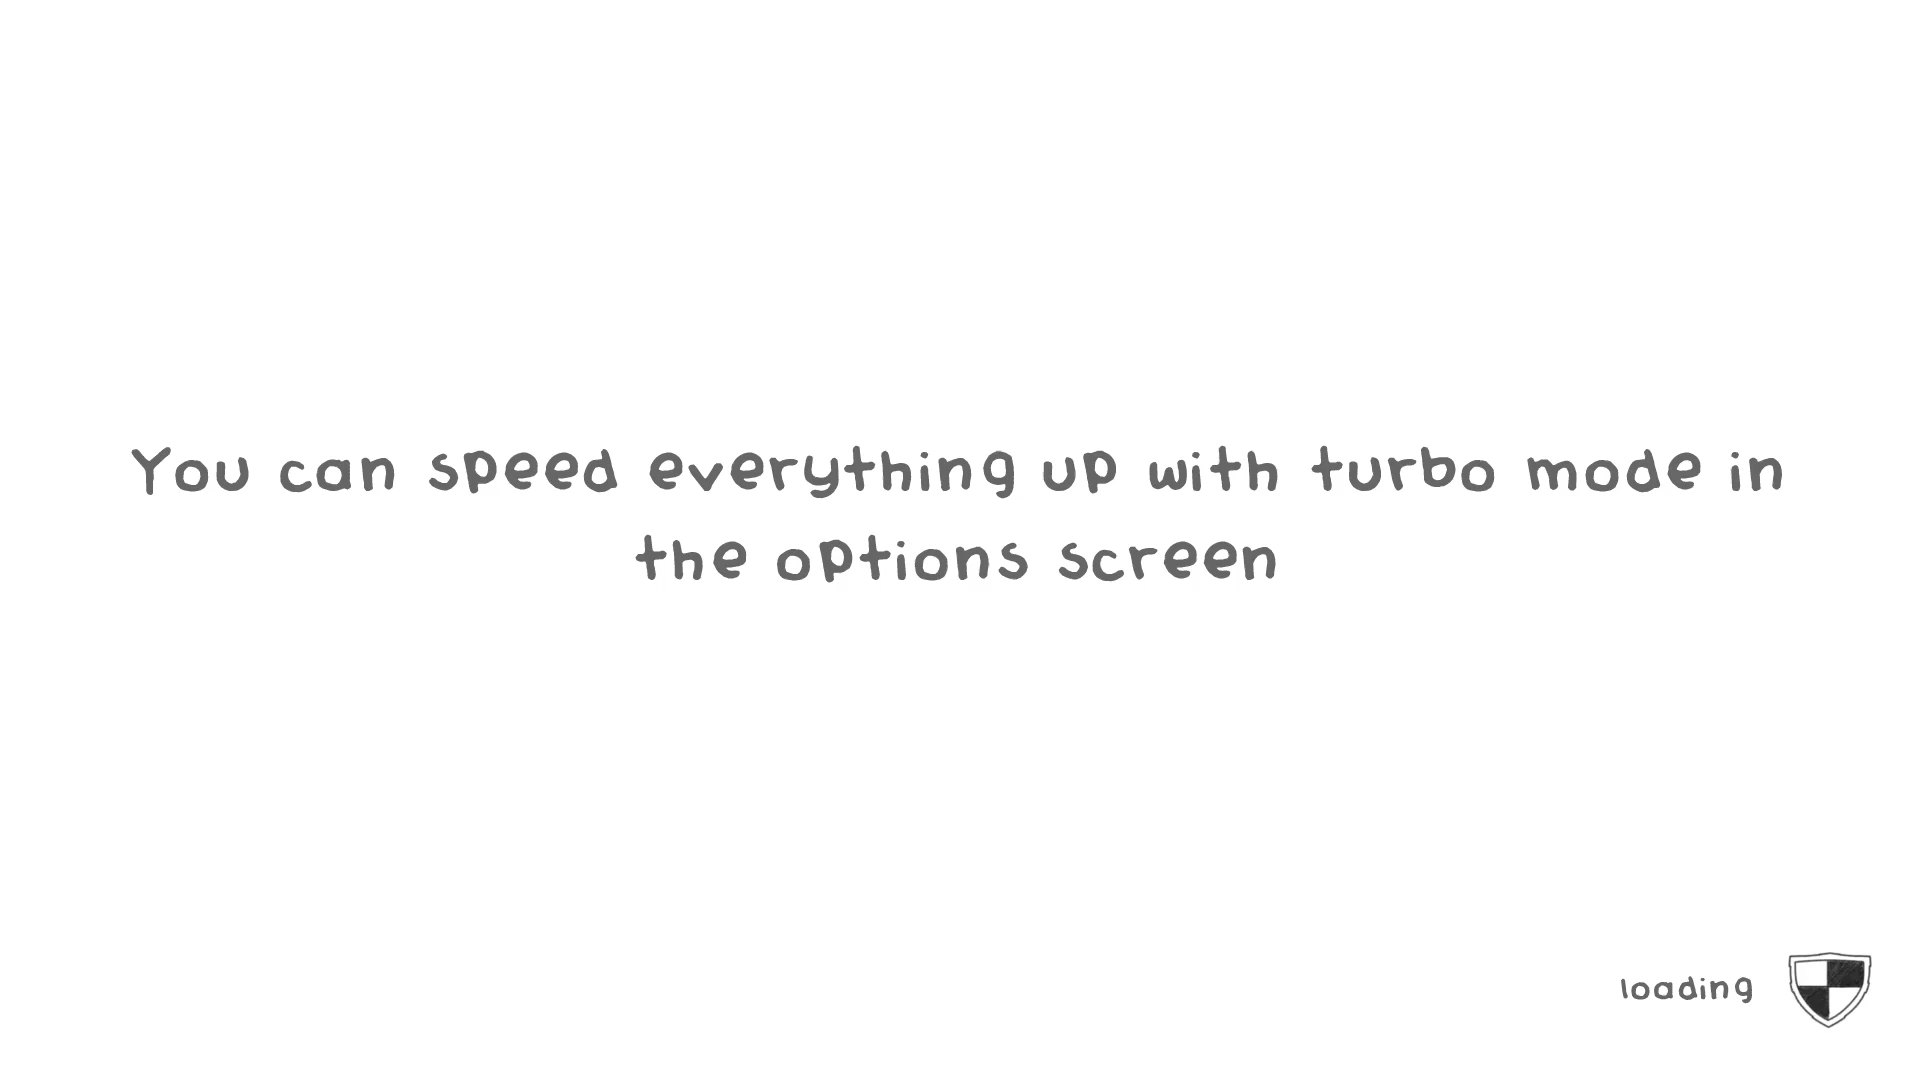 You can speed everything up with turbo mode in
the options screen
loading